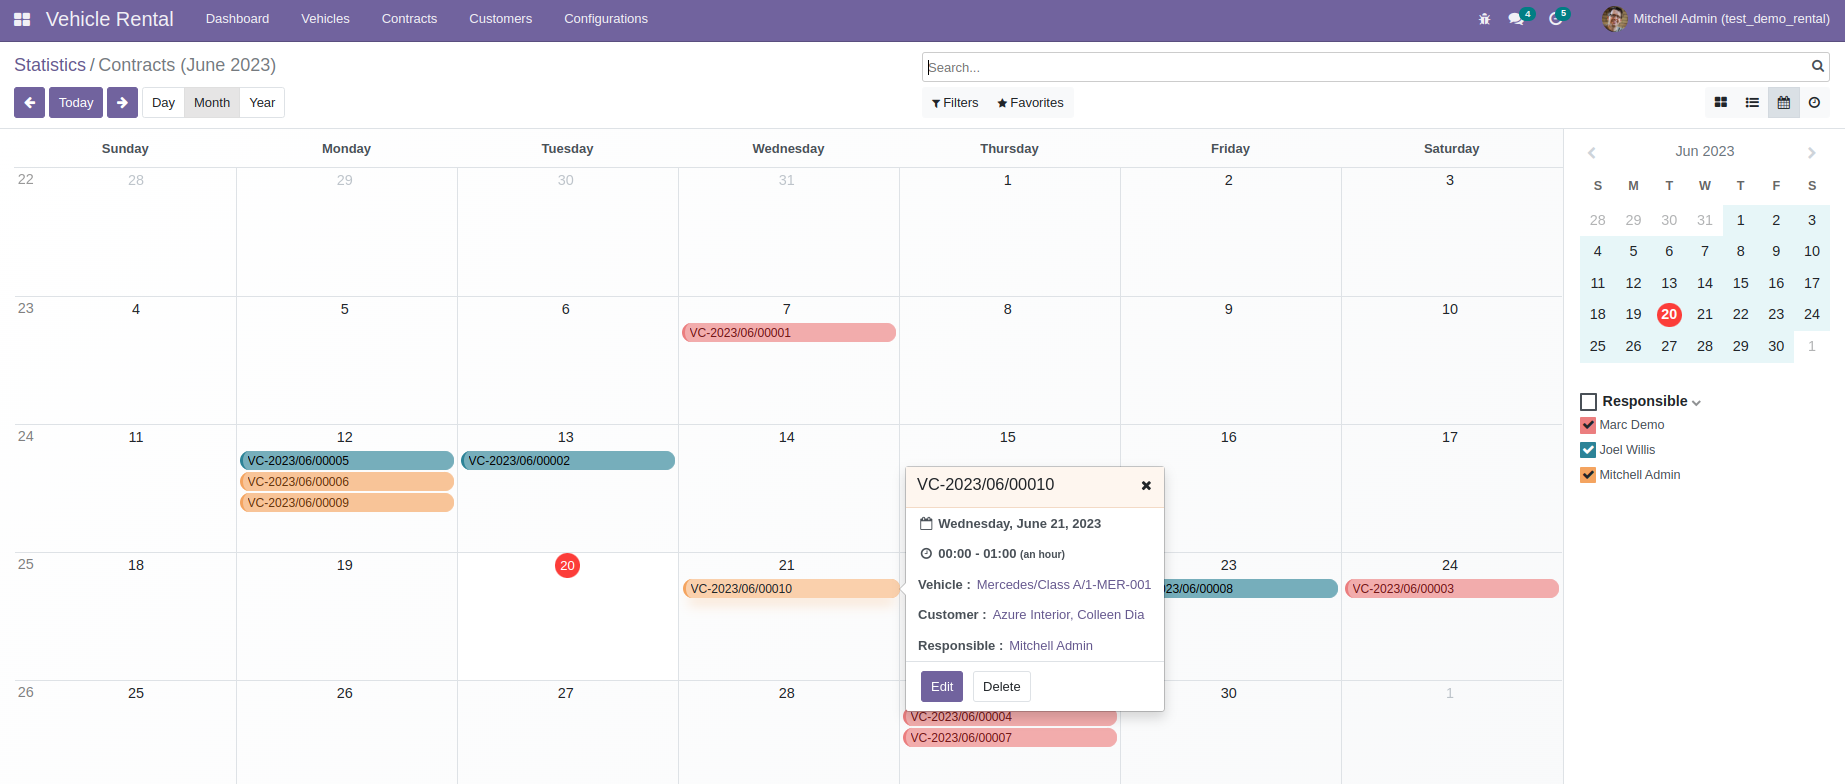 Vehicle Rental Dashboard Vehicles Contracts Customers Configurations 4 5 Mitchell Admin (test_demo_rental)
Statistics / Contracts (June 2023)
Search...
Today Day Month Year
Filters Favorites
Sunday Monday Tuesday Wednesday Thursday Friday Saturday
22 28 29 30 31 1 2 3
23 4 5 6 7 8 9 10
VC-2023/06/00001
24 11 12 13 14 15 16 17
VC-2023/06/00005 VC-2023/06/00002
VC-2023/06/00006
VC-2023/06/00009
25 18 19 20 21 23 24
VC-2023/06/00010 23/06/00008 VC-2023/06/00003
26 25 26 27 28 30 1
VC-2023/06/00004
VC-2023/06/00007
VC-2023/06/00010
Wednesday, June 21, 2023
00:00 - 01:00 (an hour)
Vehicle : Mercedes/Class A/1-MER-001
Customer : Azure Interior, Colleen Dia
Responsible : Mitchell Admin
Edit Delete
Jun 2023
S M T W T F S
28 29 30 31 1 2 3
4 5 6 7 8 9 10
11 12 13 14 15 16 17
18 19 20 21 22 23 24
25 26 27 28 29 30 1
Responsible
Marc Demo
Joel Willis
Mitchell Admin